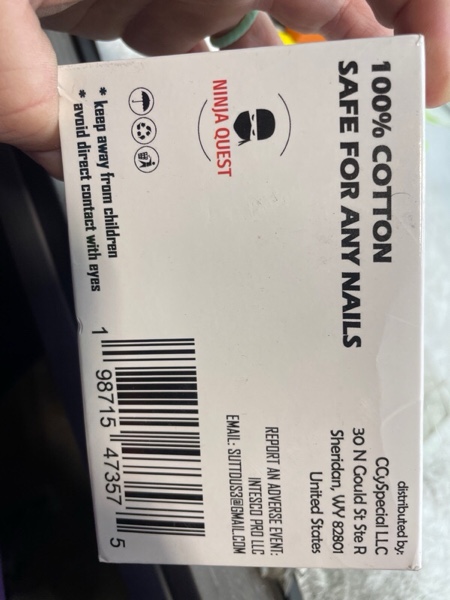 100% COTTON
SAFE FOR ANY NAILS
NINJA QUEST
* keep away from children
* avoid direct contact with eyes
distributed by:
CCySpecial LLC
30 N Gould St Ste R
Sheridan, WY 82801
United States
REPORT AN ADVERSE EVENT:
INTESCO PRO LLC
EMAIL: SUTTOUS3@GMAIL.COM
1 98715 47357 5